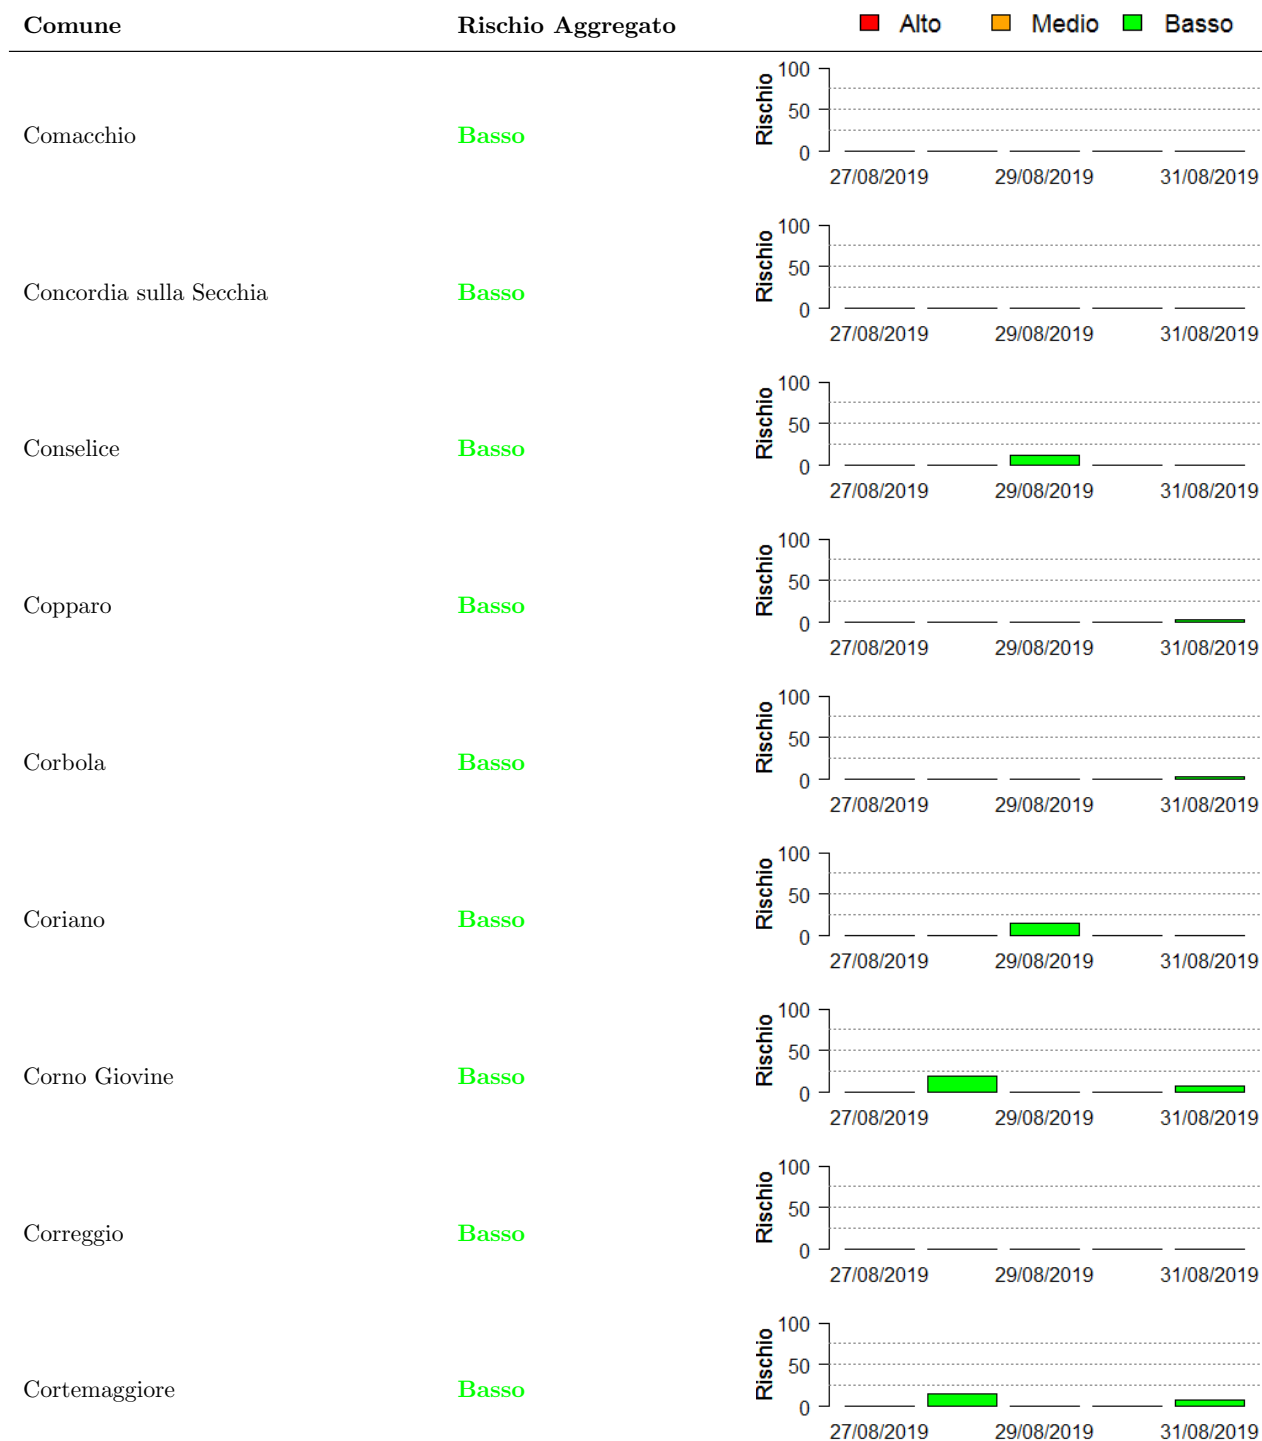 Comune Rischio Aggregato Alto Medio Basso
100
50
0
Rischio
Comacchio Basso
27/08/2019 29/08/2019 31/08/2019
100
50
0
Rischio
Concordia sulla Secchia Basso
27/08/2019 29/08/2019 31/08/2019
100
50
0
Rischio
Conselice Basso
27/08/2019 29/08/2019 31/08/2019
100
50
0
Rischio
Copparo Basso
27/08/2019 29/08/2019 31/08/2019
100
50
0
Rischio
Corbola Basso
27/08/2019 29/08/2019 31/08/2019
100
50
0
Rischio
Coriano Basso
27/08/2019 29/08/2019 31/08/2019
100
50
0
Rischio
Corno Giovine Basso
27/08/2019 29/08/2019 31/08/2019
100
50
0
Rischio
Correggio Basso
27/08/2019 29/08/2019 31/08/2019
100
50
0
Rischio
Cortemaggiore Basso
27/08/2019 29/08/2019 31/08/2019